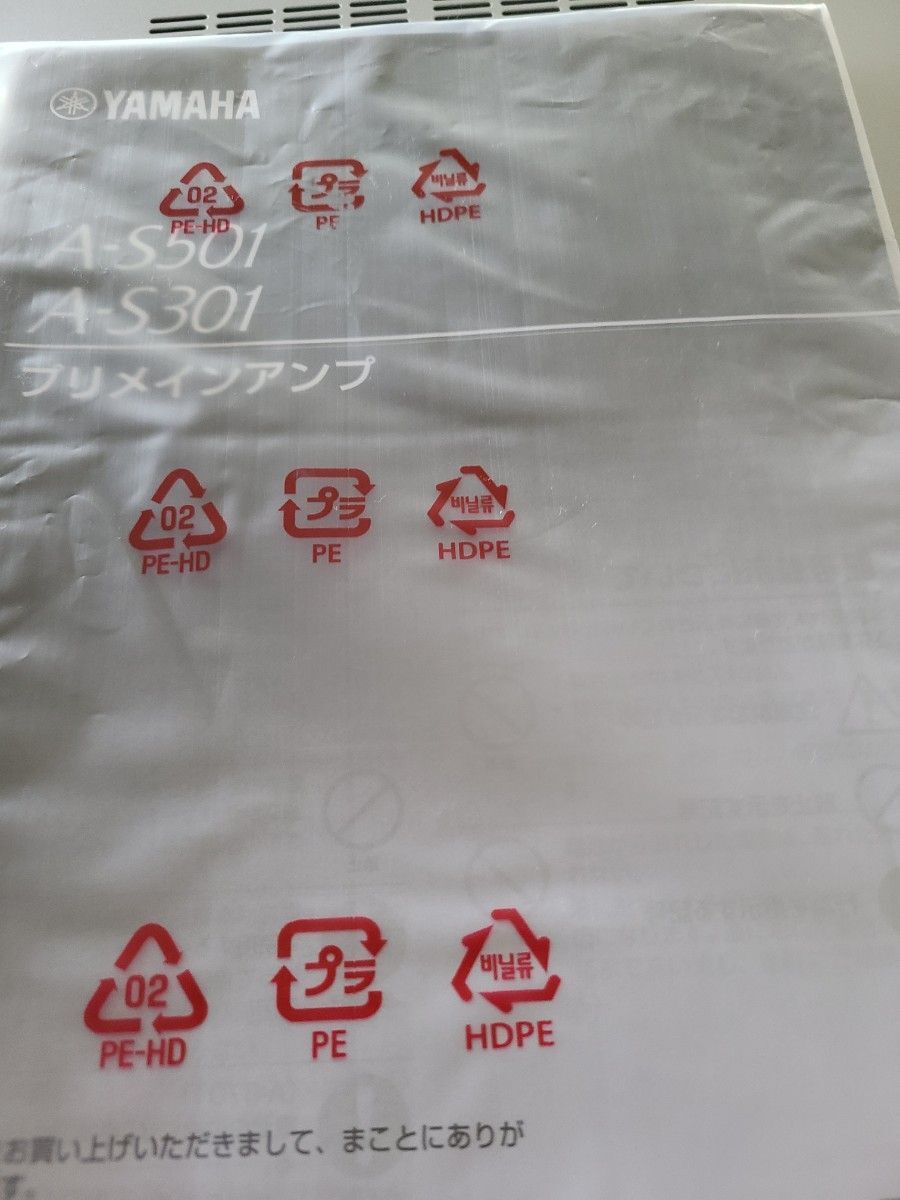 YAMAHA
02 プラ 비닐류
PE-HD PE HDPE
A-S501
A-S301
プリメインアンプ
02 プラ 비닐류
PE-HD PE HDPE
02 プラ 비닐류
PE-HD PE HDPE
お買い上げいただきまして、まことにありが
す。